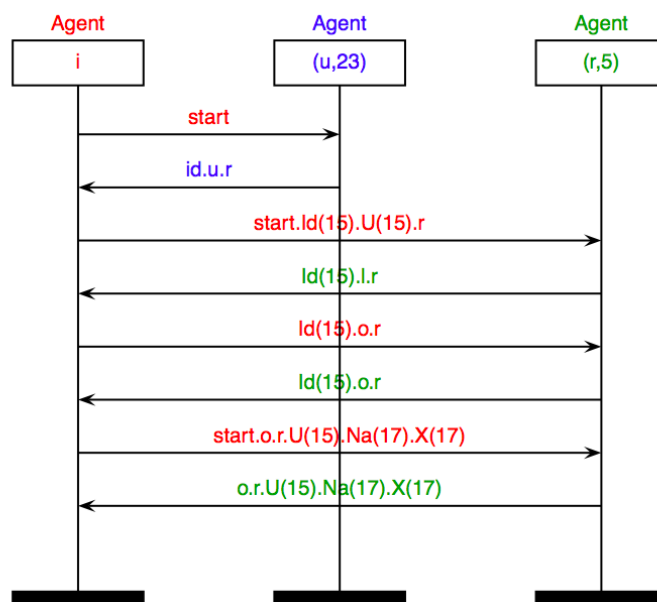 Agent Agent Agent
i (u,23) (r,5)
start
id.u.r
start.Id(15).U(15).r
Id(15).l.r
Id(15).o.r
Id(15).o.r
start.o.r.U(15).Na(17).X(17)
o.r.U(15).Na(17).X(17)